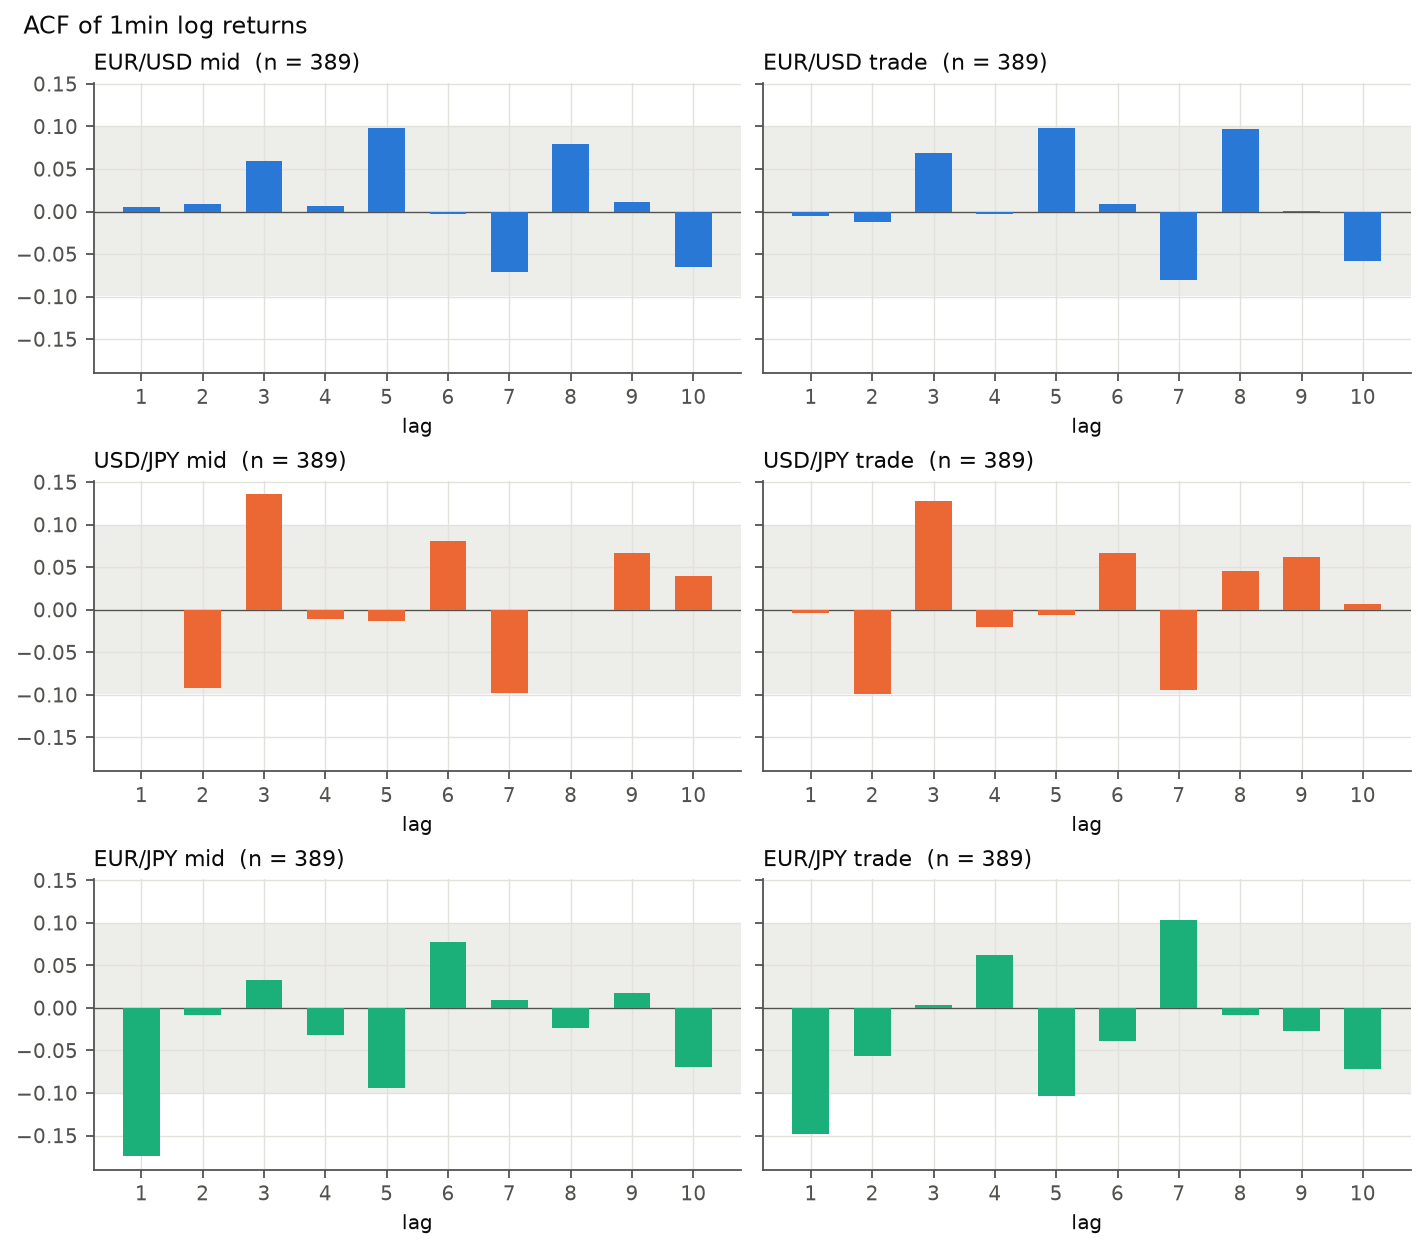 ACF of 1min log returns
EUR/USD mid  (n = 389)
0.15
0.10
0.05
0.00
−0.05
−0.10
−0.15
1 2 3 4 5 6 7 8 9 10
lag
EUR/USD trade  (n = 389)
1 2 3 4 5 6 7 8 9 10
lag
USD/JPY mid  (n = 389)
0.15
0.10
0.05
0.00
−0.05
−0.10
−0.15
1 2 3 4 5 6 7 8 9 10
lag
USD/JPY trade  (n = 389)
1 2 3 4 5 6 7 8 9 10
lag
EUR/JPY mid  (n = 389)
0.15
0.10
0.05
0.00
−0.05
−0.10
−0.15
1 2 3 4 5 6 7 8 9 10
lag
EUR/JPY trade  (n = 389)
1 2 3 4 5 6 7 8 9 10
lag